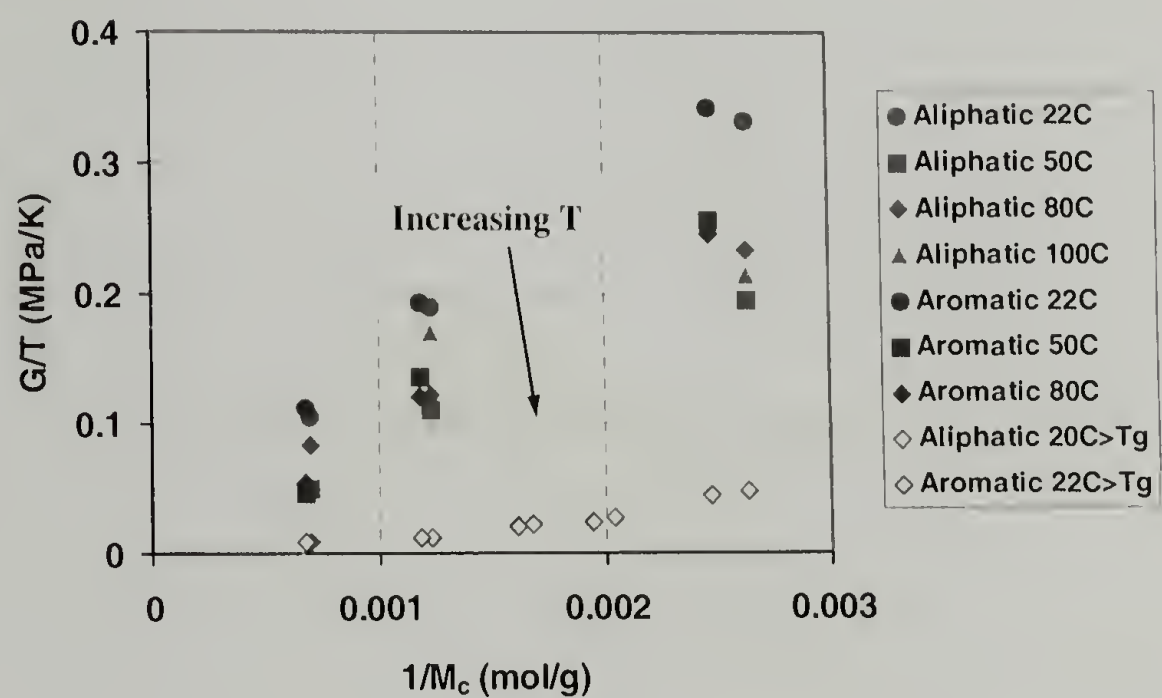 0.4
0.3
0.2
0.1
0
G/T (MPa/K)
Increasing T
0
0.001
0.002
0.003
1/Mc (mol/g)
Aliphatic 22C
Aliphatic 50C
Aliphatic 80C
Aliphatic 100C
Aromatic 22C
Aromatic 50C
Aromatic 80C
Aliphatic 20C>Tg
Aromatic 22C>Tg